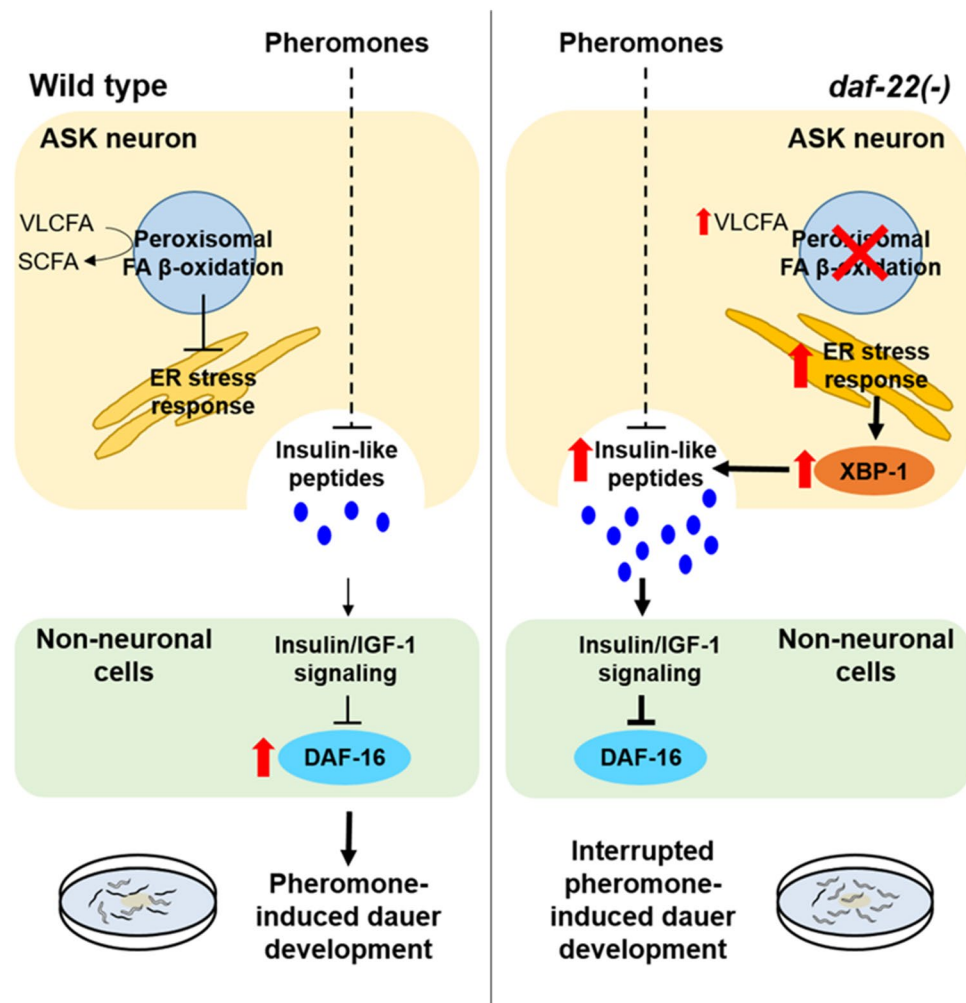 Pheromones
Wild type
ASK neuron
VLCFA
SCFA
Peroxisomal
FA β-oxidation
ER stress
response
Insulin-like
peptides
Non-neuronal
cells
Insulin/IGF-1
signaling
DAF-16
Pheromone-
induced dauer
development
Pheromones
daf-22(-)
ASK neuron
VLCFA
Peroxisomal
FA β-oxidation
ER stress
response
XBP-1
Insulin-like
peptides
Insulin/IGF-1
signaling
Non-neuronal
cells
DAF-16
Interrupted
pheromone-
induced dauer
development